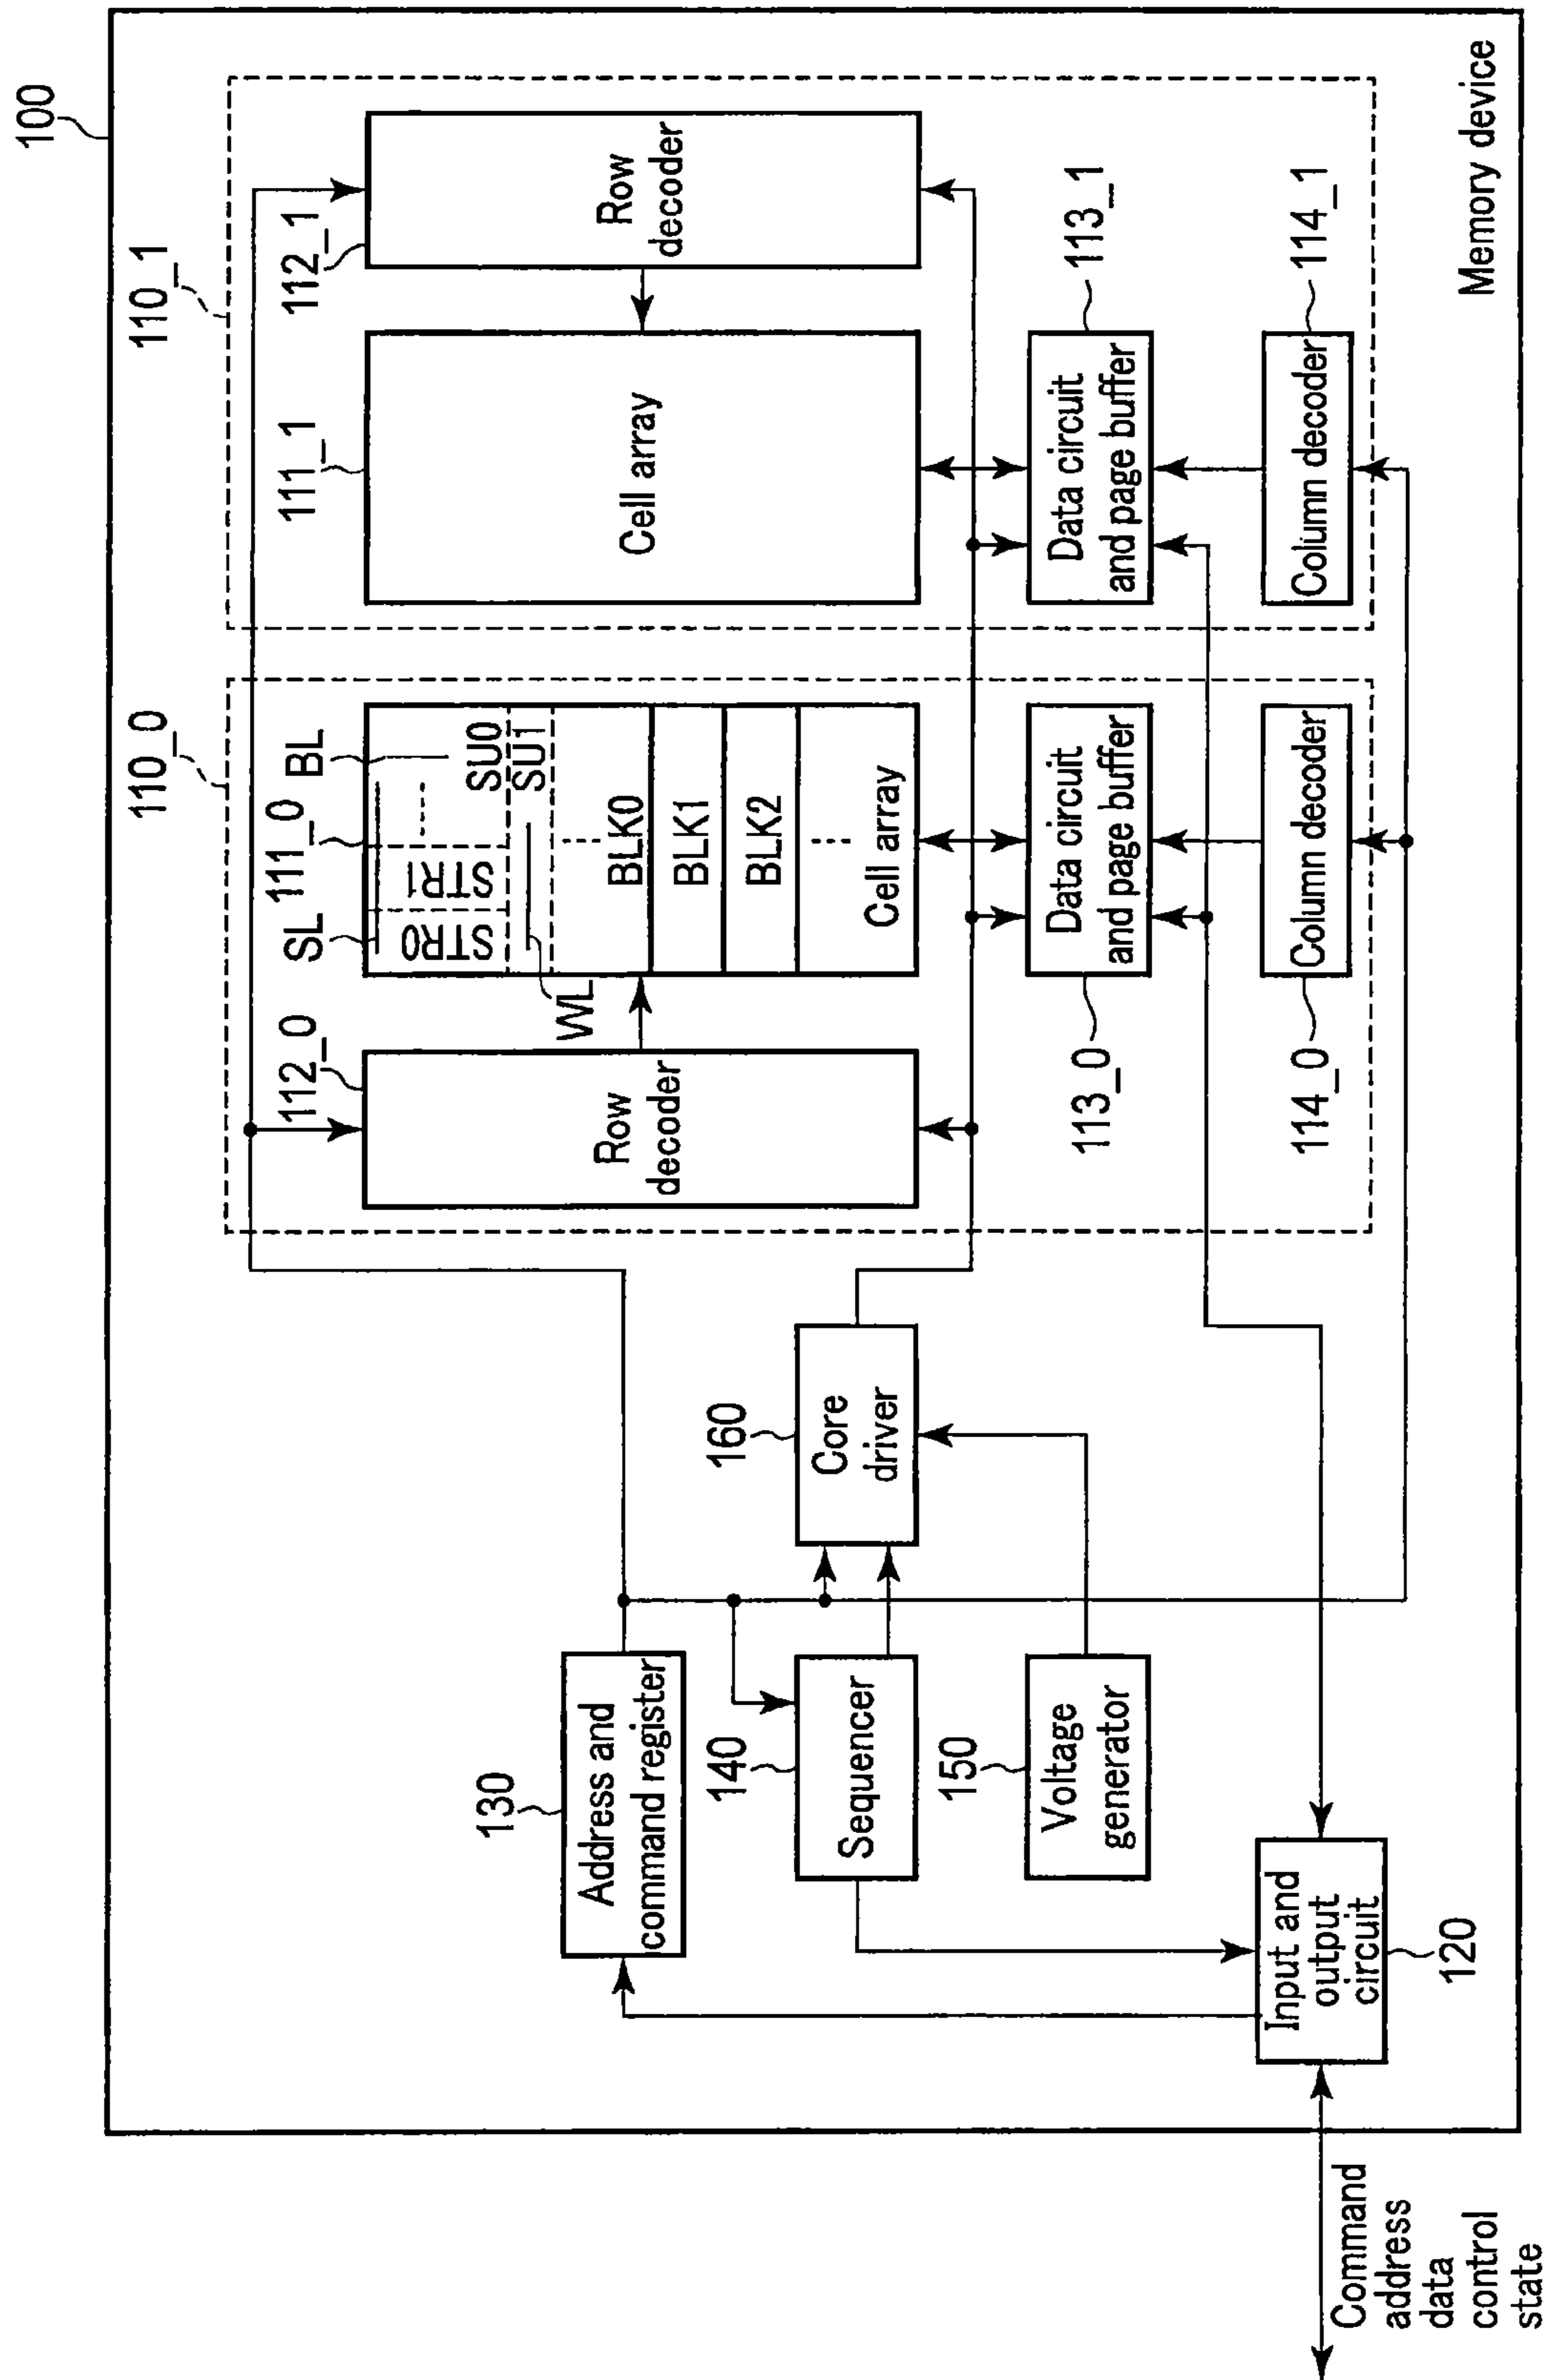 100
110_0
110_1
112_0
SL
111_0
BL
111_1
112_1
STR0
STR1
SU0
SU1
WL
BLK0
BLK1
BLK2
Cell array
Row
decoder
Cell array
Row
decoder
130
Address and
command register
140
Sequencer
160
Core
driver
150
Voltage
generator
Data circuit
and page buffer
113_0
Data circuit
and page buffer
113_1
Input and
output
circuit
120
114_0
Column decoder
Column decoder
114_1
Command
address
data
control
state
Memory device